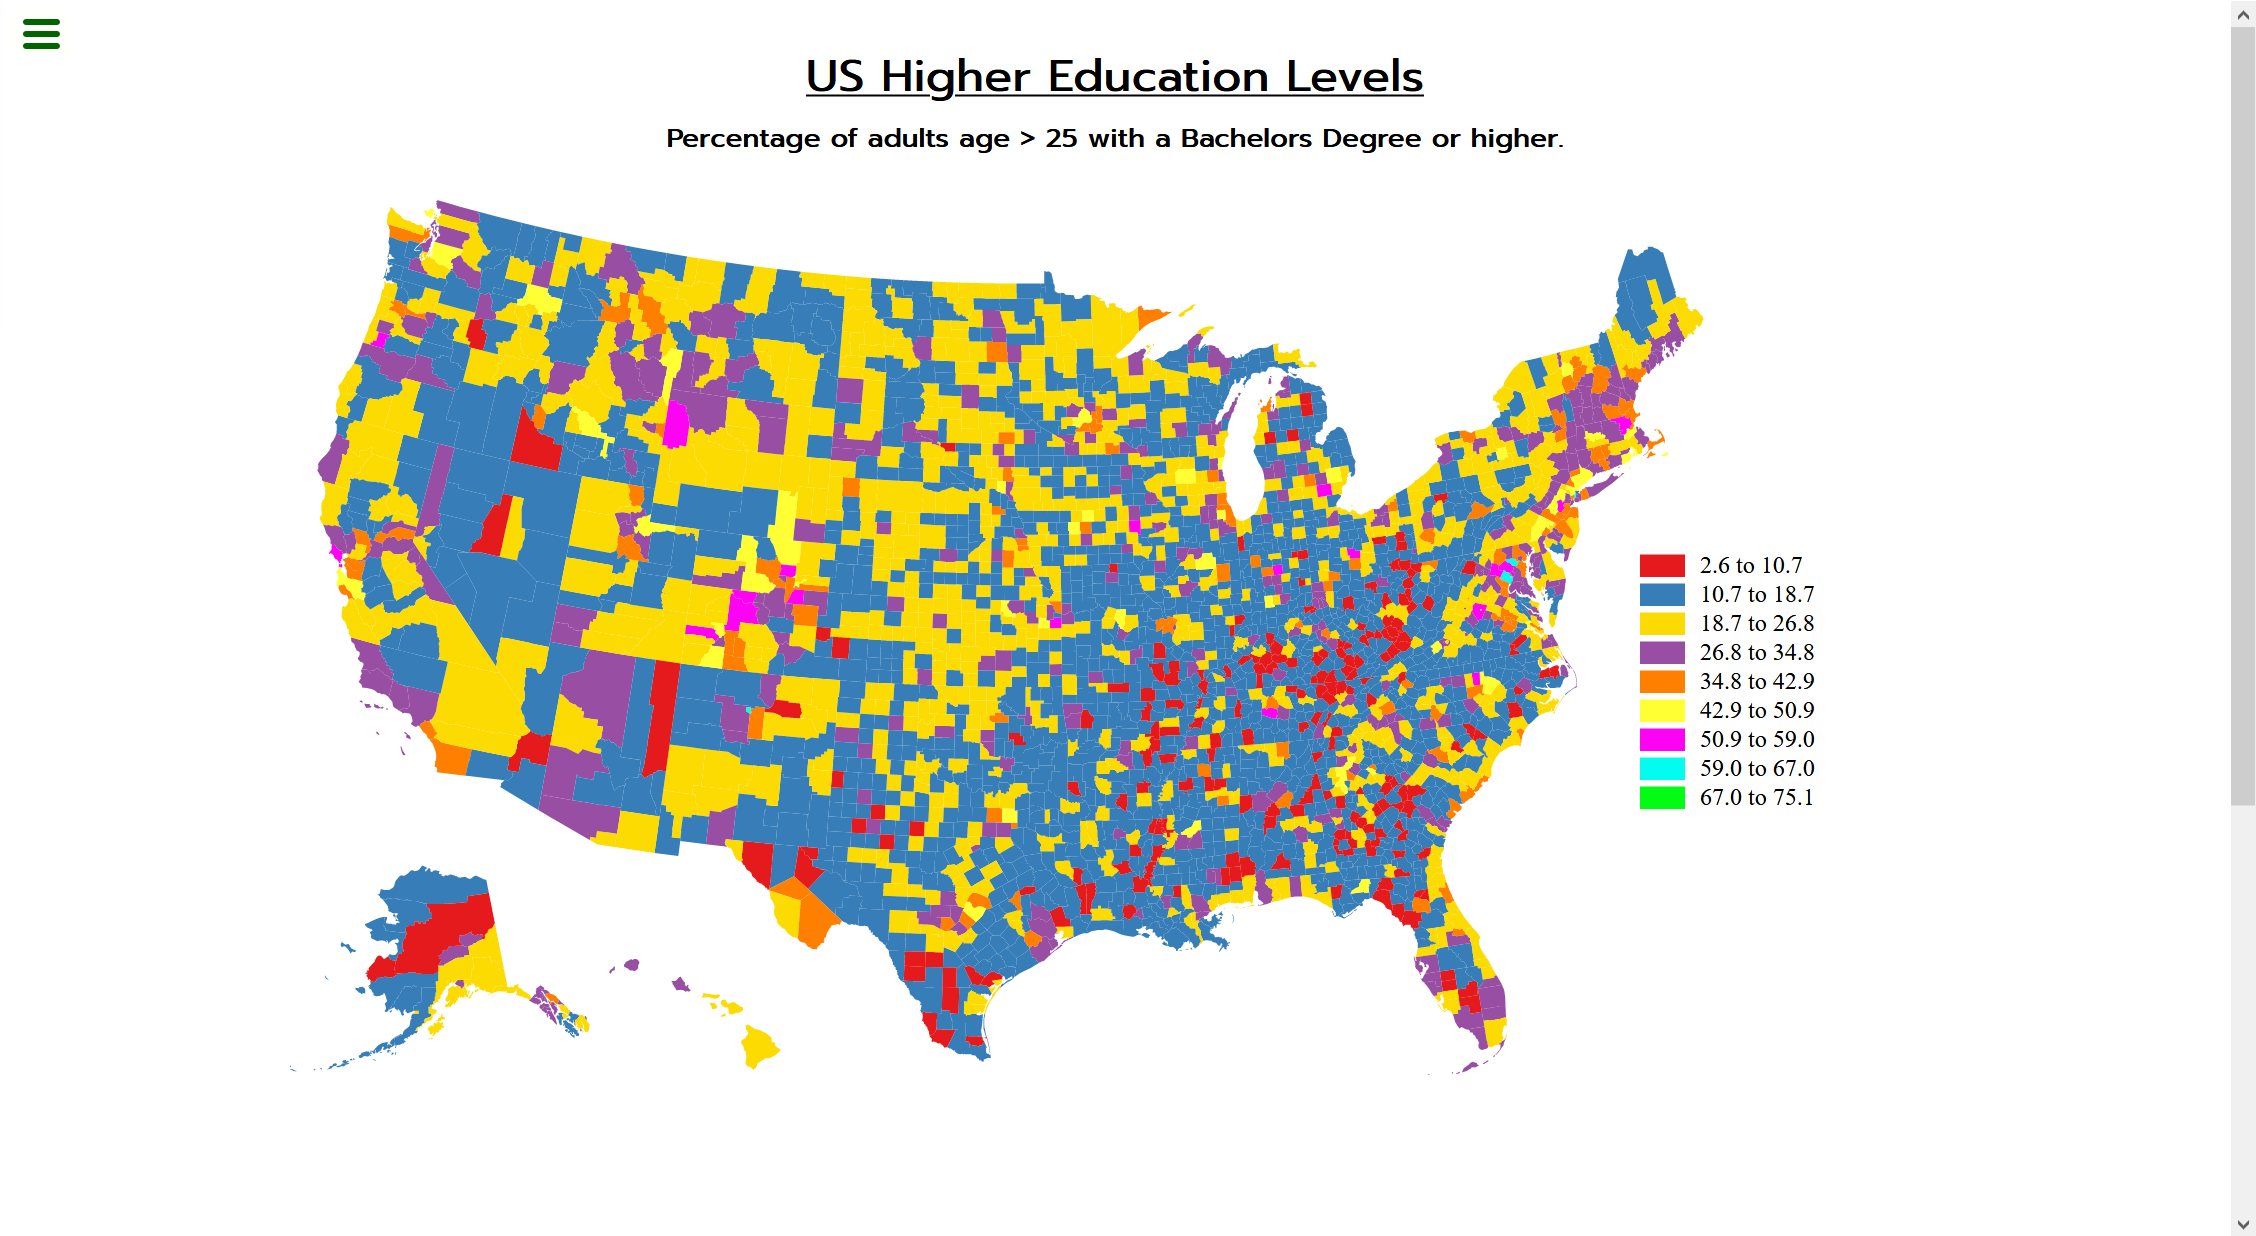 US Higher Education Levels
Percentage of adults age > 25 with a Bachelors Degree or higher.
2.6 to 10.7
10.7 to 18.7
18.7 to 26.8
26.8 to 34.8
34.8 to 42.9
42.9 to 50.9
50.9 to 59.0
59.0 to 67.0
67.0 to 75.1